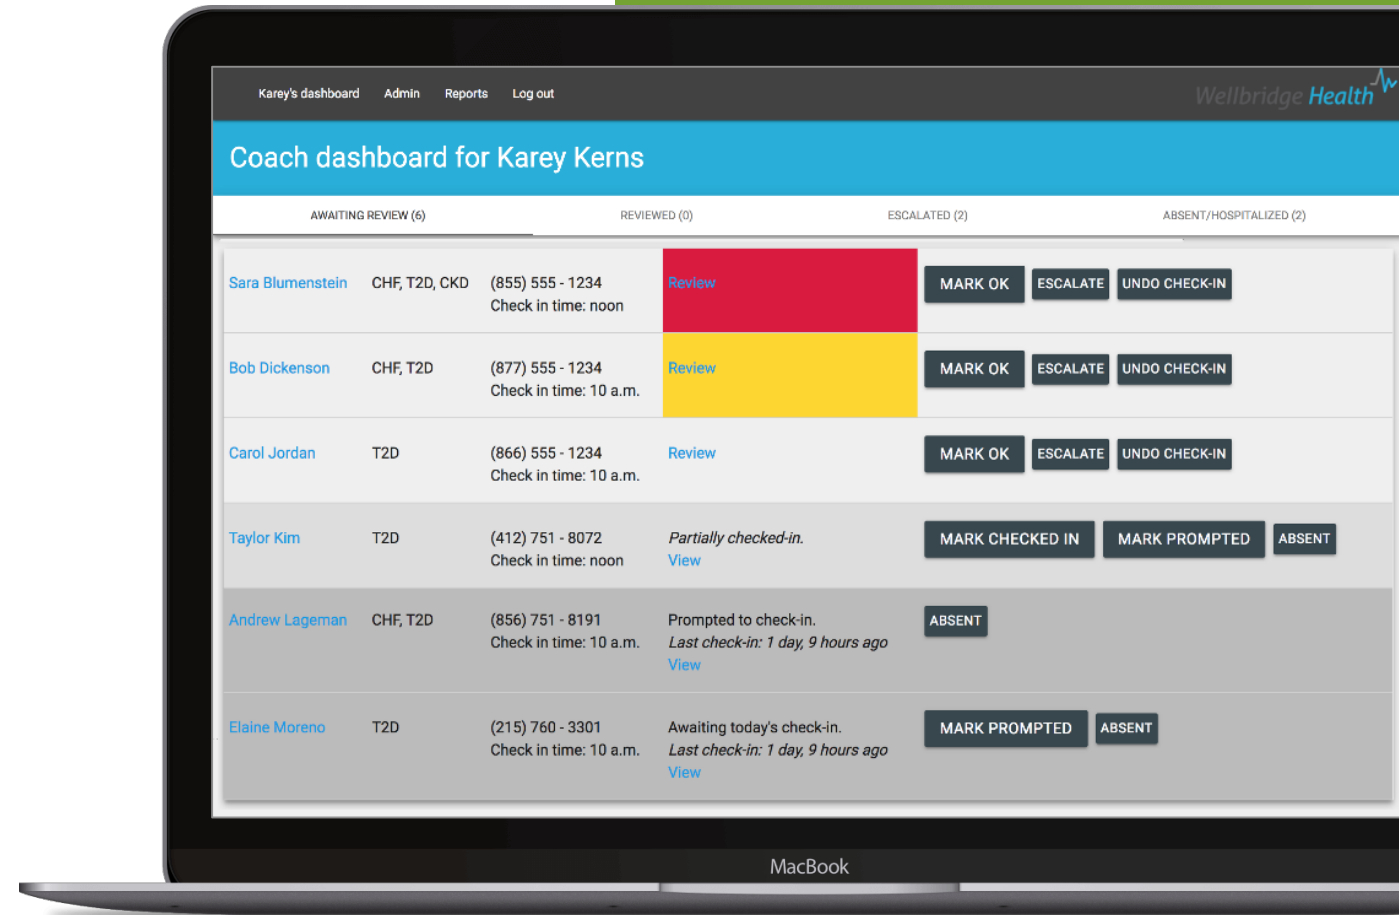 Karey's dashboard Admin Reports Log out
Wellbridge Health
Coach dashboard for Karey Kerns
AWAITING REVIEW (6) REVIEWED (0) ESCALATED (2) ABSENT/HOSPITALIZED (2)
Sara Blumenstein CHF, T2D, CKD (855) 555 - 1234 Review MARK OK ESCALATE UNDO CHECK-IN
Check in time: noon
Bob Dickenson CHF, T2D (877) 555 - 1234 Review MARK OK ESCALATE UNDO CHECK-IN
Check in time: 10 a.m.
Carol Jordan T2D (866) 555 - 1234 Review MARK OK ESCALATE UNDO CHECK-IN
Check in time: 10 a.m.
Taylor Kim T2D (412) 751 - 8072 Partially checked-in. MARK CHECKED IN MARK PROMPTED ABSENT
Check in time: noon View
Andrew Lageman CHF, T2D (856) 751 - 8191 Prompted to check-in. ABSENT
Check in time: 10 a.m. Last check-in: 1 day, 9 hours ago
View
Elaine Moreno T2D (215) 760 - 3301 Awaiting today's check-in. MARK PROMPTED ABSENT
Check in time: 10 a.m. Last check-in: 1 day, 9 hours ago
View
MacBook